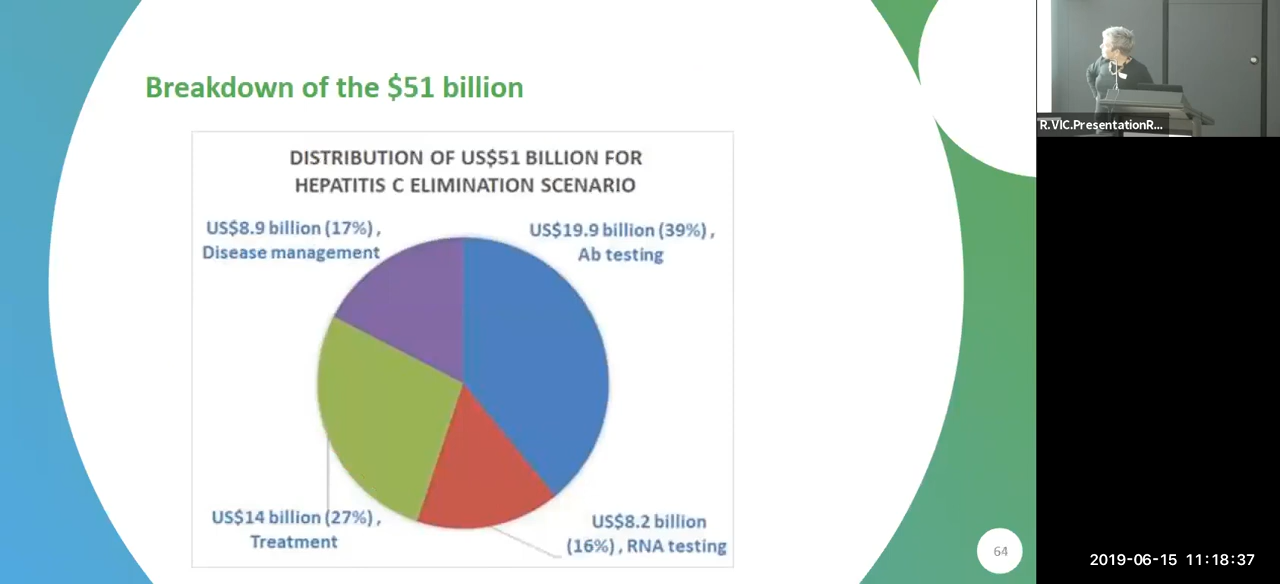 Breakdown of the $51 billion
DISTRIBUTION OF US$51 BILLION FOR
HEPATITIS C ELIMINATION SCENARIO
US$8.9 billion (17%) ,
Disease management
US$19.9 billion (39%) ,
Ab testing
US$14 billion (27%) ,
Treatment
US$8.2 billion
(16%) , RNA testing
64
R.VIC.PresentationR...
2019-06-15 11:18:37